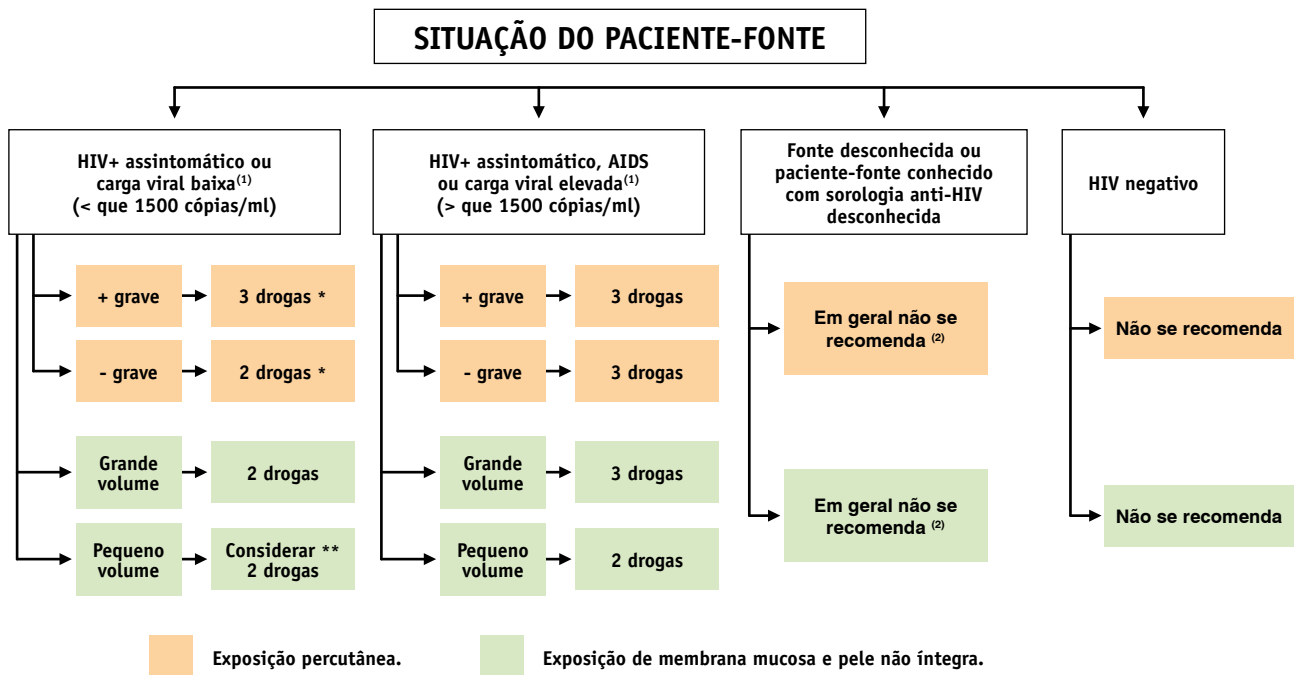 SITUAÇÃO DO PACIENTE-FONTE
HIV+ assintomático ou
carga viral baixa(1)
(< que 1500 cópias/ml)
+ grave
3 drogas *
- grave
2 drogas *
Grande
volume
2 drogas
Pequeno
volume
Considerar **
2 drogas
HIV+ assintomático, AIDS
ou carga viral elevada(1)
(> que 1500 cópias/ml)
+ grave
3 drogas
- grave
3 drogas
Grande
volume
3 drogas
Pequeno
volume
2 drogas
Fonte desconhecida ou
paciente-fonte conhecido
com sorologia anti-HIV
desconhecida
Em geral não se
recomenda (2)
Em geral não se
recomenda (2)
HIV negativo
Não se recomenda
Não se recomenda
Exposição percutânea.
Exposição de membrana mucosa e pele não íntegra.